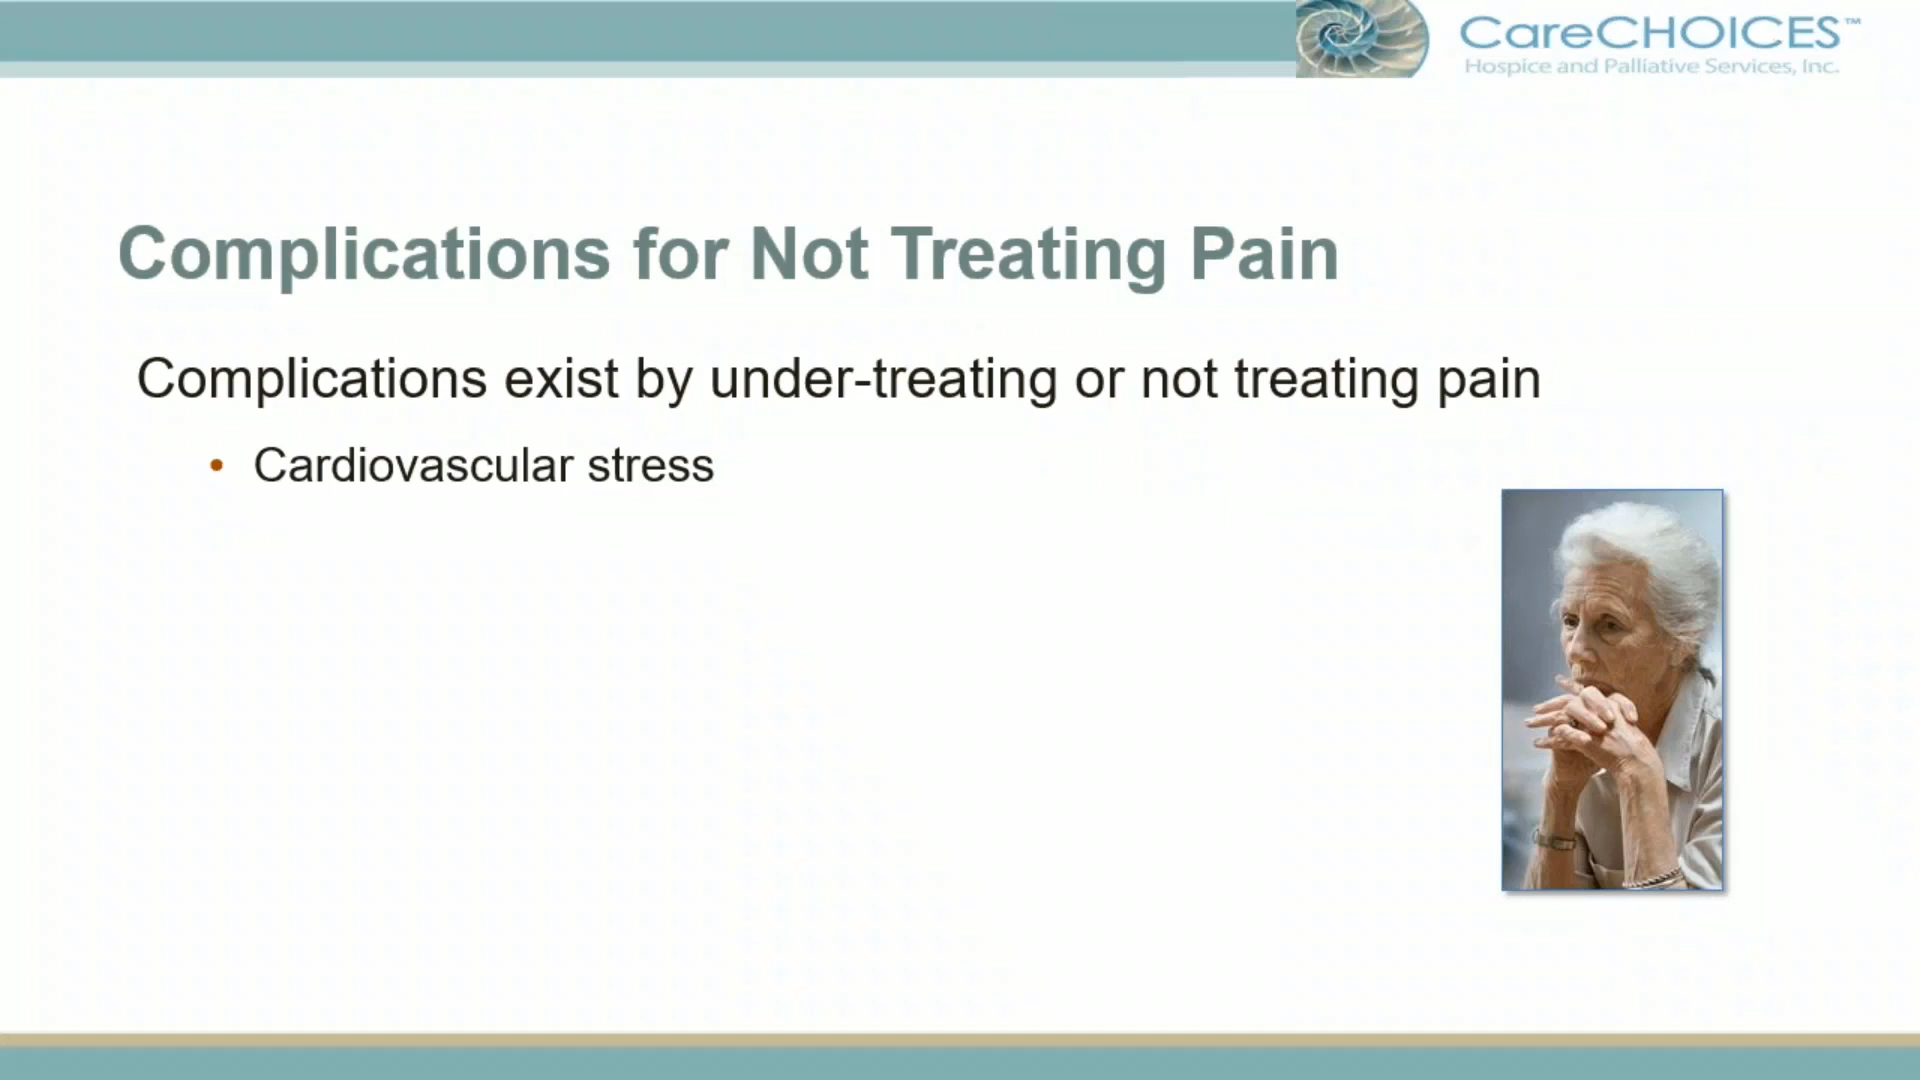 CareCHOICES™
Hospice and Palliative Services, Inc.
Complications for Not Treating Pain
Complications exist by under-treating or not treating pain
• Cardiovascular stress